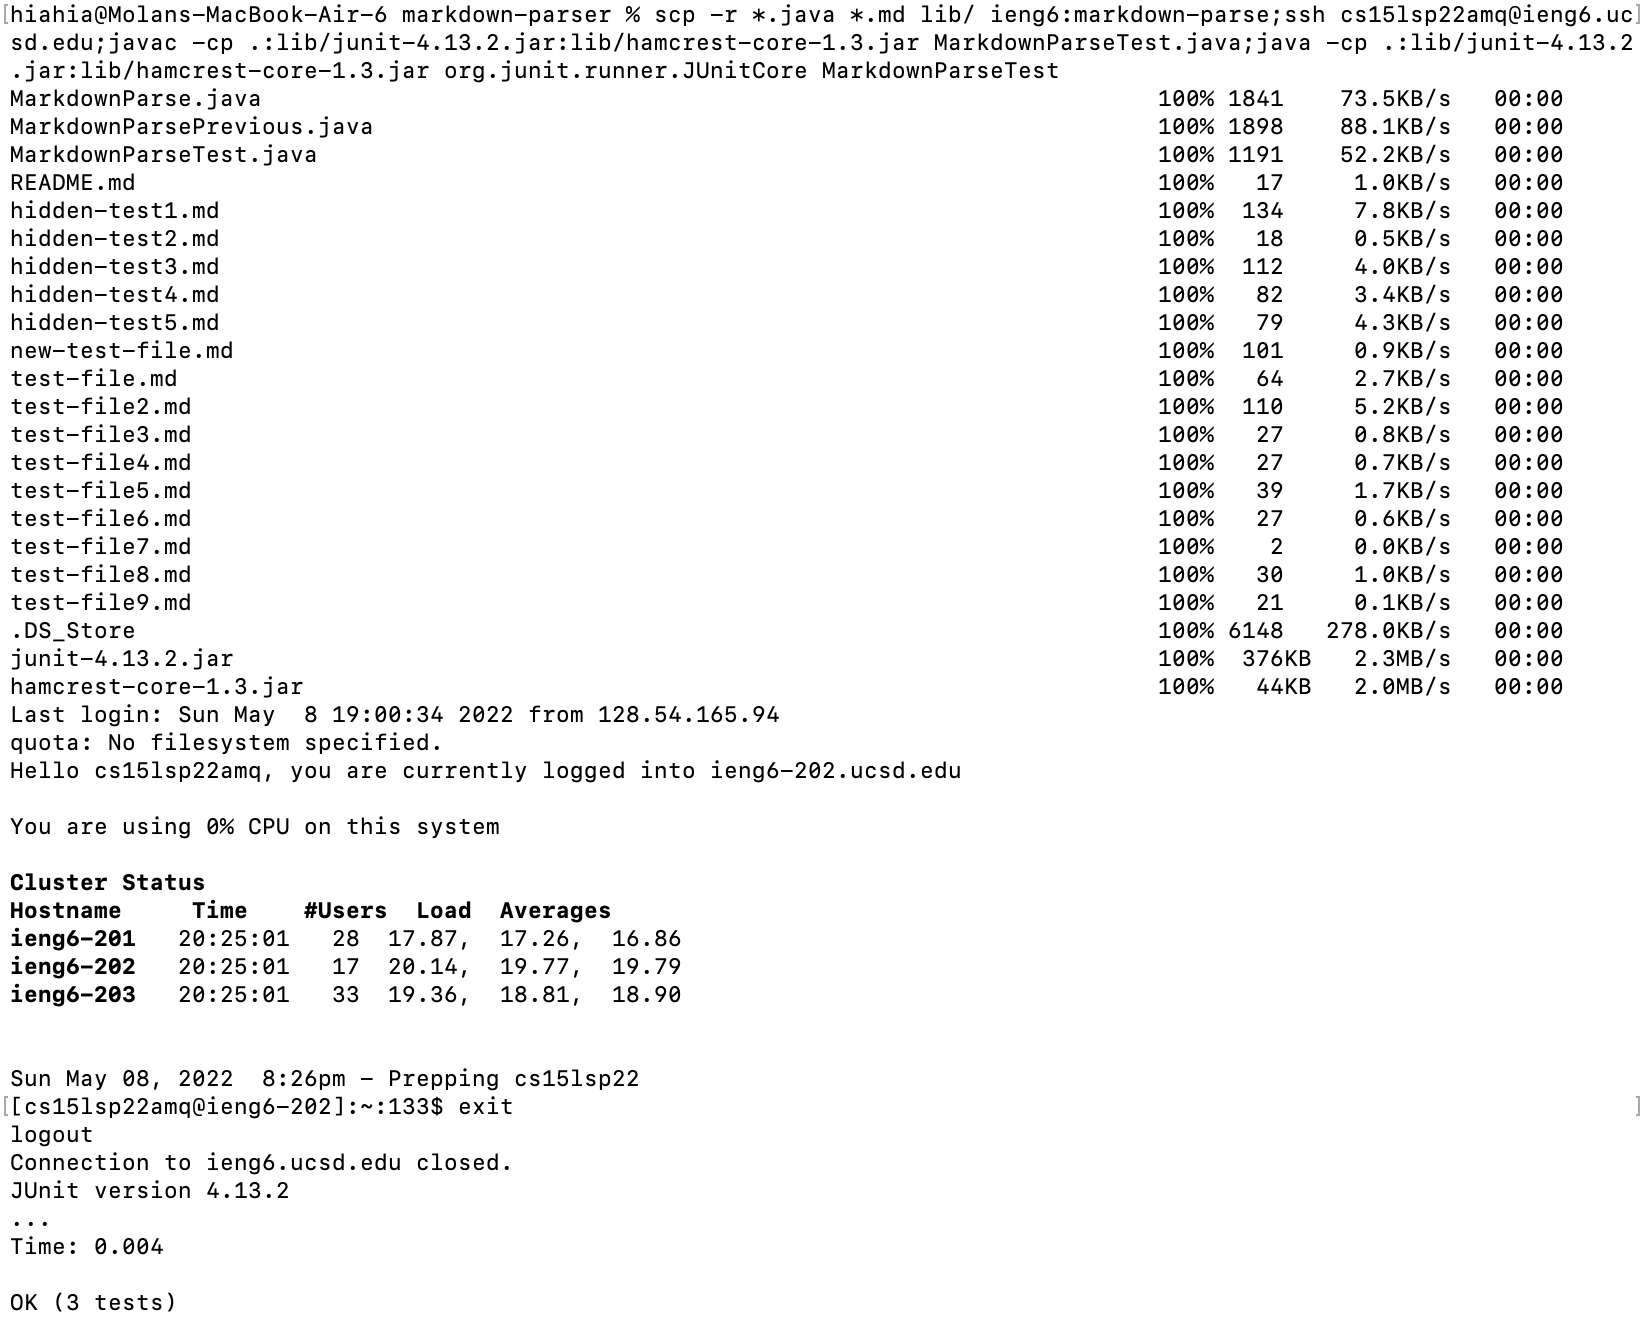 [hiahia@Molans-MacBook-Air-6 markdown-parser % scp -r *.java *.md lib/ ieng6:markdown-parse;ssh cs15lsp22amq@ieng6.uc]
sd.edu;javac -cp .:lib/junit-4.13.2.jar:lib/hamcrest-core-1.3.jar MarkdownParseTest.java;java -cp .:lib/junit-4.13.2
.jar:lib/hamcrest-core-1.3.jar org.junit.runner.JUnitCore MarkdownParseTest
MarkdownParse.java 100% 1841 73.5KB/s 00:00
MarkdownParsePrevious.java 100% 1898 88.1KB/s 00:00
MarkdownParseTest.java 100% 1191 52.2KB/s 00:00
README.md 100% 17 1.0KB/s 00:00
hidden-test1.md 100% 134 7.8KB/s 00:00
hidden-test2.md 100% 18 0.5KB/s 00:00
hidden-test3.md 100% 112 4.0KB/s 00:00
hidden-test4.md 100% 82 3.4KB/s 00:00
hidden-test5.md 100% 79 4.3KB/s 00:00
new-test-file.md 100% 101 0.9KB/s 00:00
test-file.md 100% 64 2.7KB/s 00:00
test-file2.md 100% 110 5.2KB/s 00:00
test-file3.md 100% 27 0.8KB/s 00:00
test-file4.md 100% 27 0.7KB/s 00:00
test-file5.md 100% 39 1.7KB/s 00:00
test-file6.md 100% 27 0.6KB/s 00:00
test-file7.md 100% 2 0.0KB/s 00:00
test-file8.md 100% 30 1.0KB/s 00:00
test-file9.md 100% 21 0.1KB/s 00:00
.DS_Store 100% 6148 278.0KB/s 00:00
junit-4.13.2.jar 100% 376KB 2.3MB/s 00:00
hamcrest-core-1.3.jar 100% 44KB 2.0MB/s 00:00
Last login: Sun May  8 19:00:34 2022 from 128.54.165.94
quota: No filesystem specified.
Hello cs15lsp22amq, you are currently logged into ieng6-202.ucsd.edu
You are using 0% CPU on this system
Cluster Status
Hostname Time #Users Load Averages
ieng6-201 20:25:01 28 17.87, 17.26, 16.86
ieng6-202 20:25:01 17 20.14, 19.77, 19.79
ieng6-203 20:25:01 33 19.36, 18.81, 18.90
Sun May 08, 2022  8:26pm - Prepping cs15lsp22
[[cs15lsp22amq@ieng6-202]:~:133$ exit ]
logout
Connection to ieng6.ucsd.edu closed.
JUnit version 4.13.2
...
Time: 0.004
OK (3 tests)